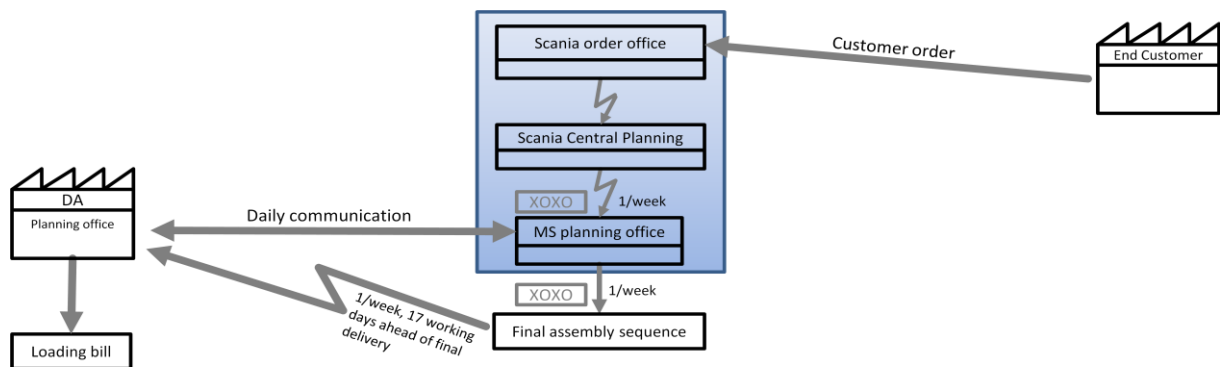 Scania order office
Customer order
End Customer
Scania Central Planning
XOXO
1/week
DA
Planning office
Daily communication
MS planning office
XOXO
1/week
1/week, 17 working
days ahead of final
delivery
Final assembly sequence
Loading bill